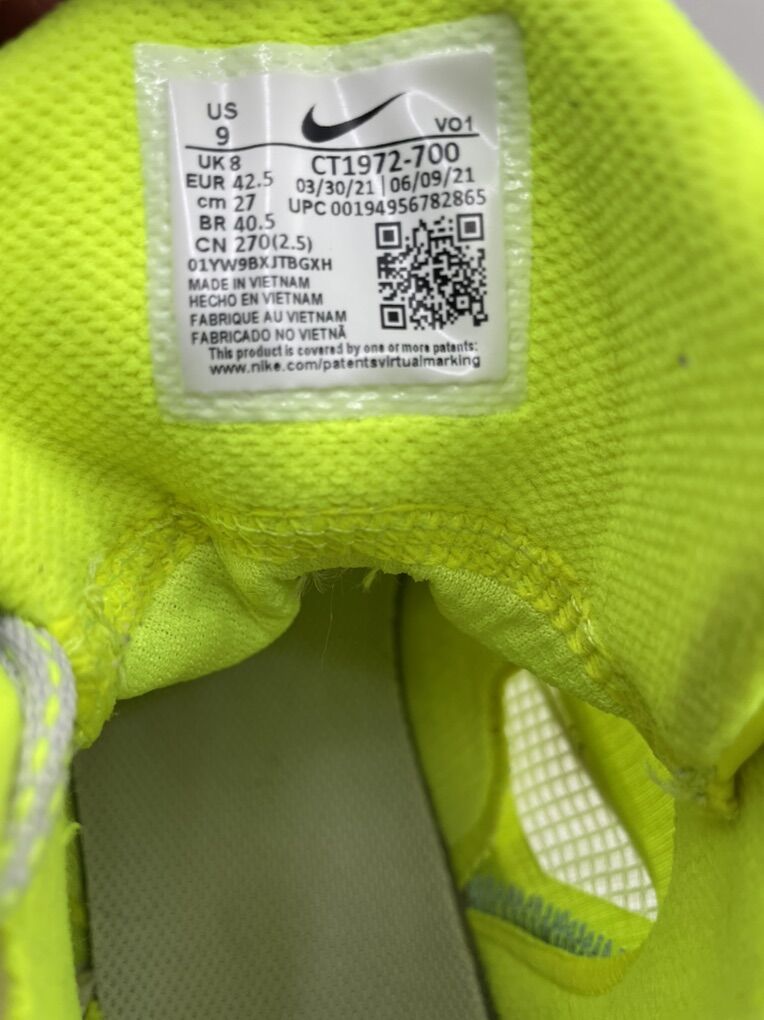 US
9
VO1
UK 8
CT1972-700
EUR 42.5
03/30/21 | 06/09/21
cm 27
UPC 00194956782865
BR 40.5
CN 270(2.5)
01YW9BXJTBGXH
MADE IN VIETNAM
HECHO EN VIETNAM
FABRIQUE AU VIETNAM
FABRICADO NO VIETNÃ
This product is covered by one or more patents:
www.nike.com/patentsvirtualmarking